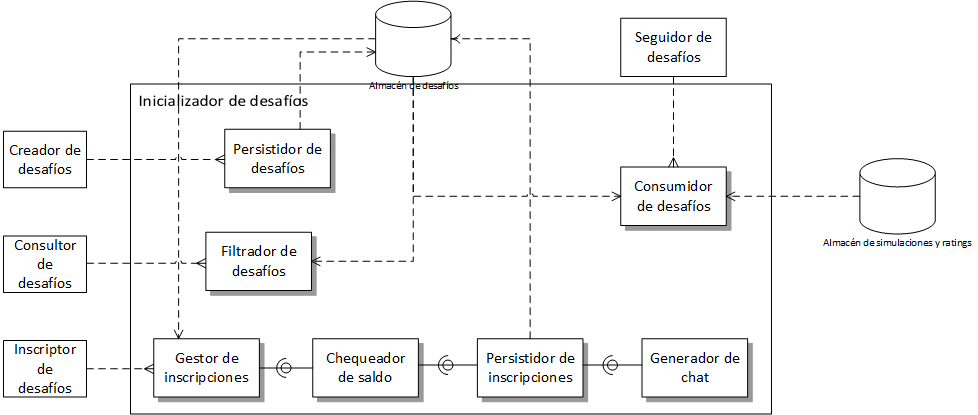 Almacén de desafíos
Seguidor de
desafíos
Inicializador de desafíos
Creador de
desafíos
Persistidor de
desafíos
Consumidor
de desafíos
Almacén de simulaciones y ratings
Consultor
de
desafíos
Filtrador de
desafíos
Inscriptor
de
desafíos
Gestor de
inscripciones
Chequeador
de saldo
Persistidor de
inscripciones
Generador de
chat